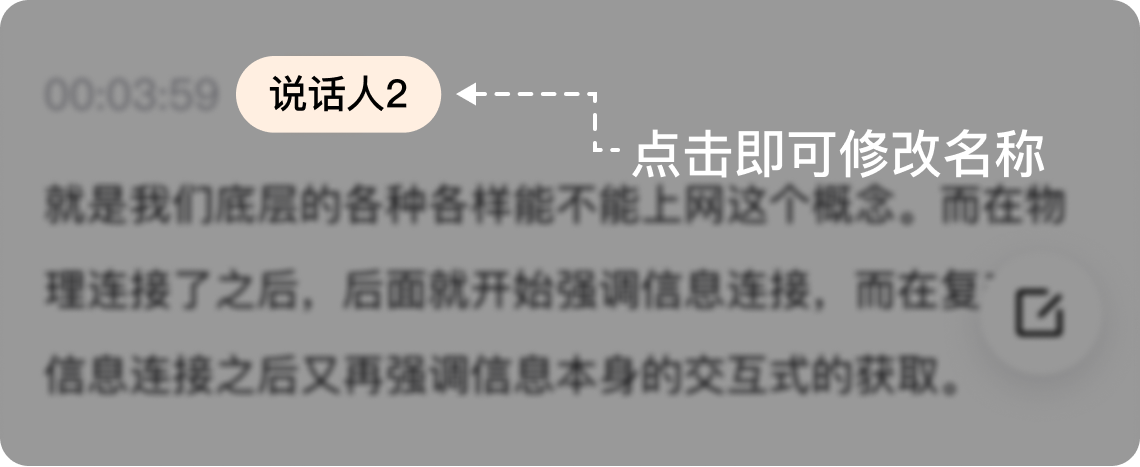 00:03:59 说话人2
点击即可修改名称
就是我们底层的各种各样能不能上网这个概念。而在物
理连接了之后，后面就开始强调信息连接，而在复
信息连接之后又再强调信息本身的交互式的获取。